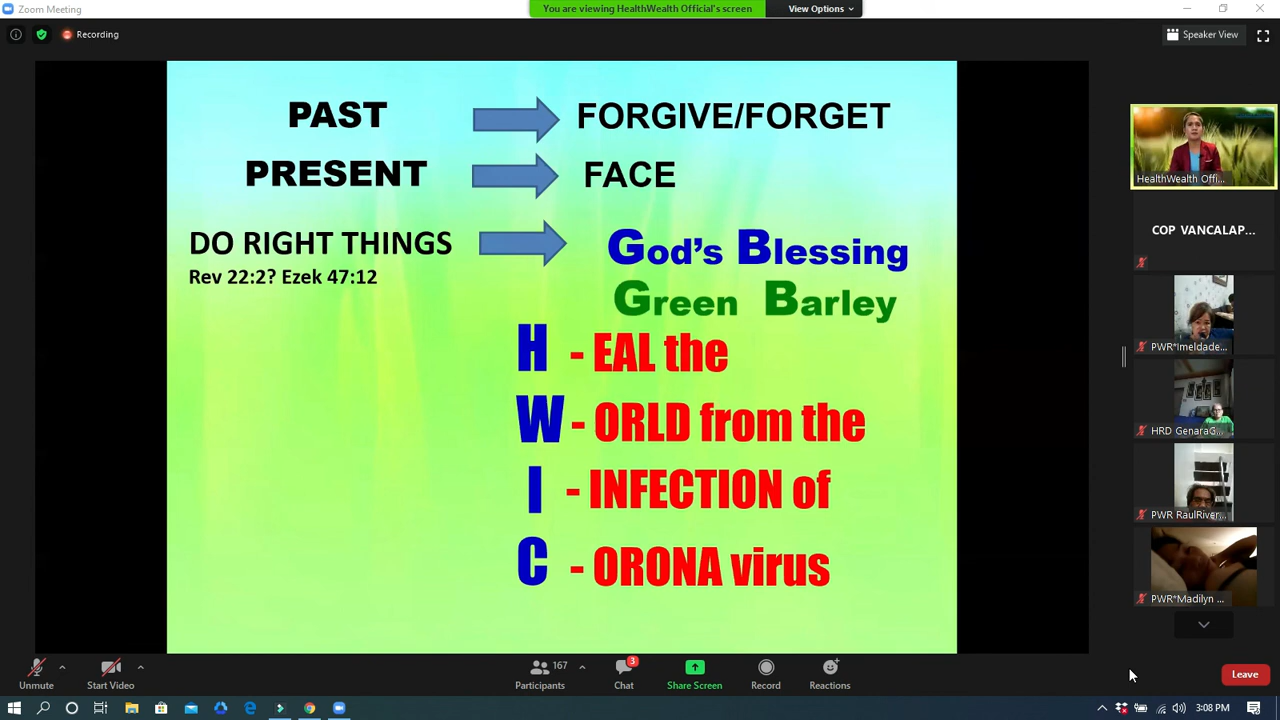 Zoom Meeting
You are viewing HealthWealth Official's screen
View Options
Recording
Speaker View
PAST
FORGIVE/FORGET
PRESENT
FACE
DO RIGHT THINGS
God's Blessing
Rev 22:2? Ezek 47:12
Green Barley
H - EAL the
W - ORLD from the
I - INFECTION of
C - ORONA virus
HealthWealth Offi...
COP VANCALAP...
PWR*Imeldade...
HRD GenaraG...
PWR RaulRiver...
PWR*Madilyn ...
Unmute
Start Video
167
Participants
3
Chat
Share Screen
Record
Reactions
Leave
3:08 PM